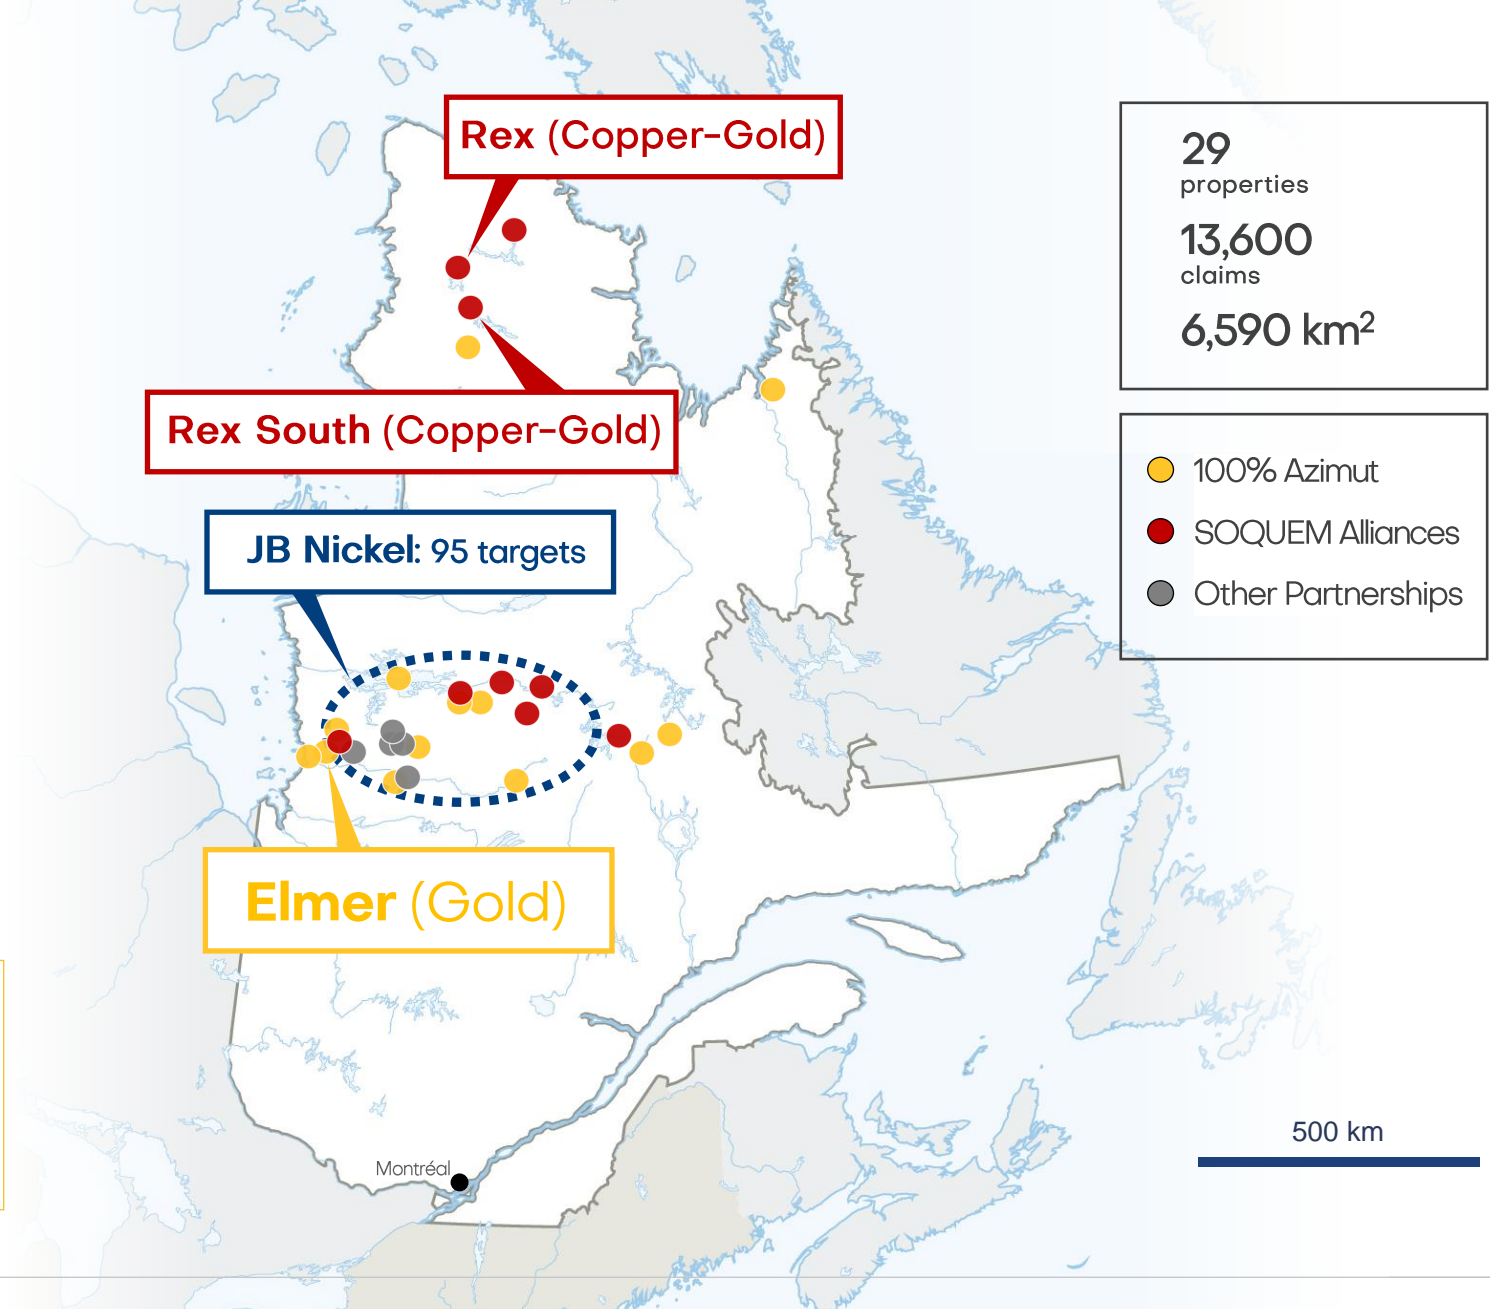 Rex (Copper-Gold)
29
properties
13,600
claims
6,590 km²
Rex South (Copper-Gold)
100% Azimut
SOQUEM Alliances
Other Partnerships
JB Nickel: 95 targets
Elmer (Gold)
500 km
Montréal